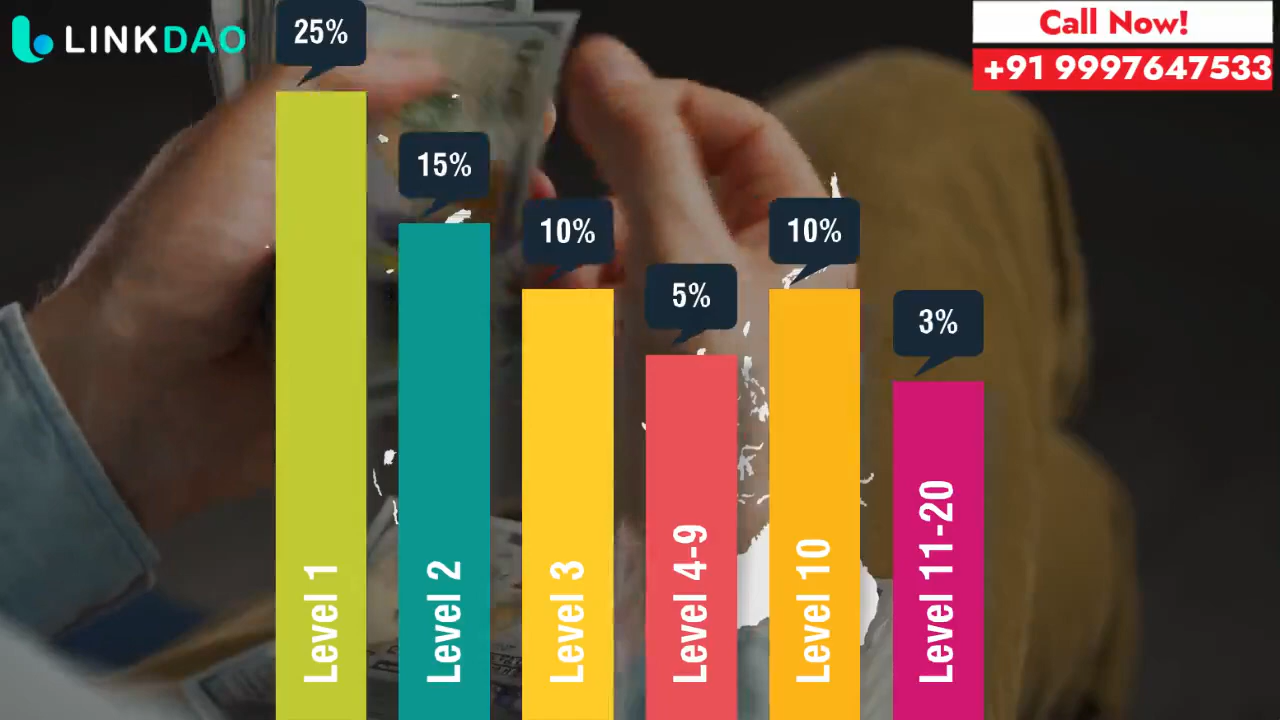 LINKDAO
Call Now!
+91 9997647533
25%
15%
10%
5%
10%
3%
Level 1
Level 2
Level 3
Level 4-9
Level 10
Level 11-20